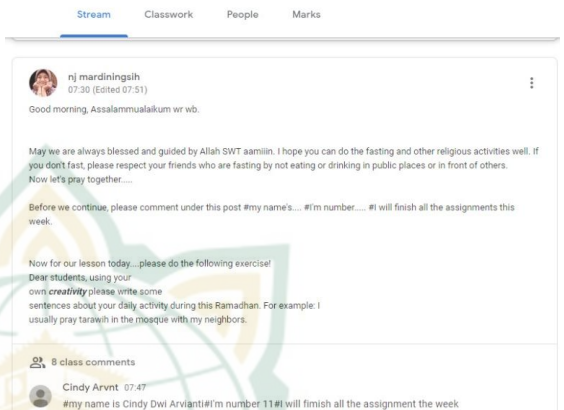 Stream Classwork People Marks
nj mardiningsih
07:30 (Edited 07:51)
Good morning, Assalammualaikum wr wb.
May we are always blessed and guided by Allah SWT aamiiin. I hope you can do the fasting and other religious activities well. If
you don't fast, please respect your friends who are fasting by not eating or drinking in public places or in front of others.
Now let's pray together.....
Before we continue, please comment under this post #my name's.... #I'm number..... #I will finish all the assignments this
week.
Now for our lesson today....please do the following exercise!
Dear students, using your
own creativity please write some
sentences about your daily activity during this Ramadhan. For example: I
usually pray tarawih in the mosque with my neighbors.
8 class comments
Cindy Arvnt 07:47
#my name is Cindy Dwi Arvianti#I'm number 11#I will fimish all the assignment the week